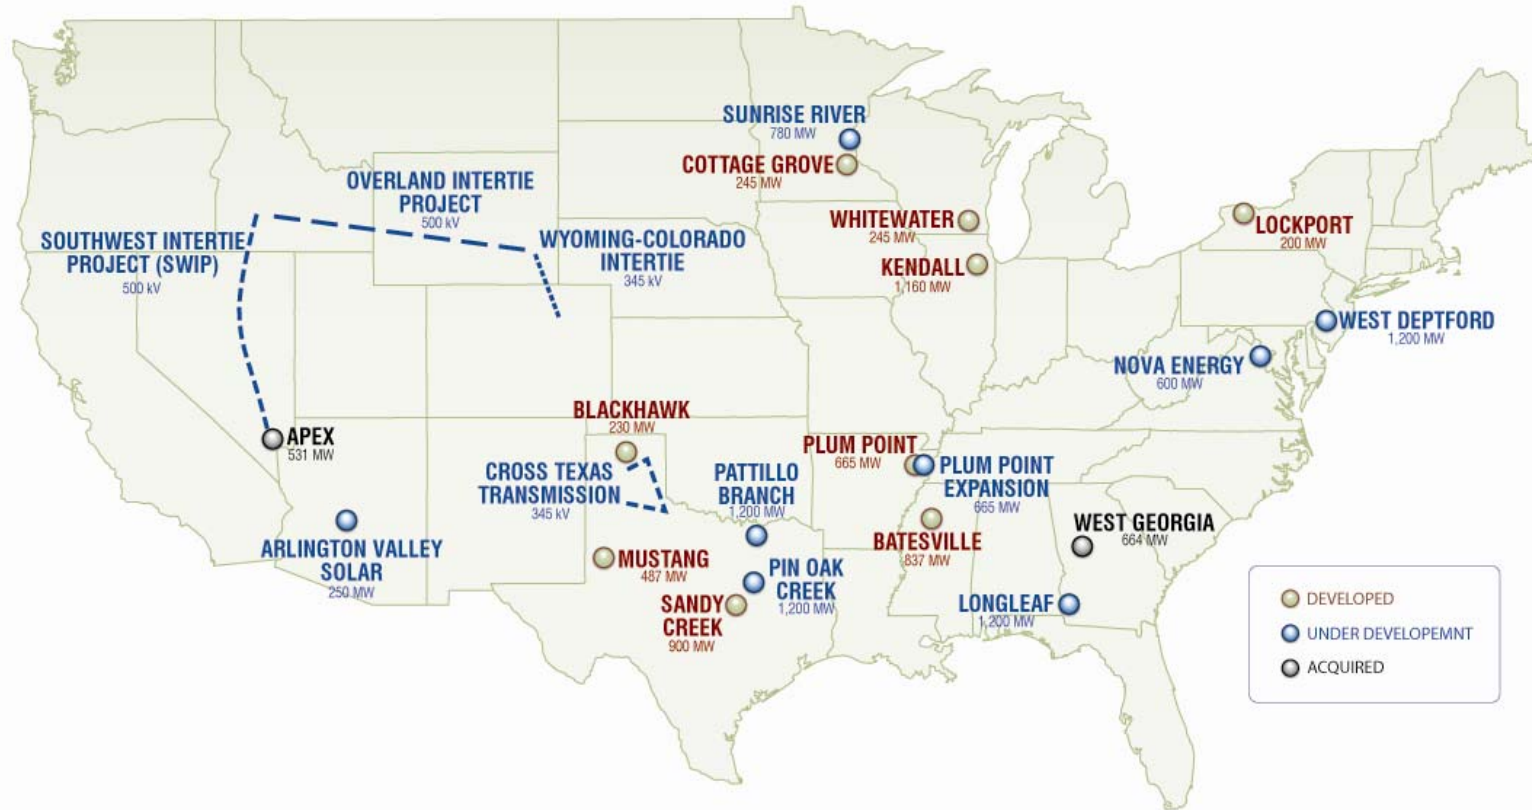 SUNRISE RIVER
780 MW
COTTAGE GROVE
245 MW
OVERLAND INTERTIE
PROJECT
500 kV
SOUTHWEST INTERTIE
PROJECT (SWIP)
500 kV
WYOMING-COLORADO
INTERTIE
345 kV
WHITEWATER
245 MW
KENDALL
1,160 MW
LOCKPORT
200 MW
WEST DEPTFORD
1,200 MW
NOVA ENERGY
600 MW
BLACKHAWK
230 MW
APEX
531 MW
CROSS TEXAS
TRANSMISSION
345 kV
PATTILLO
BRANCH
1,200 MW
PLUM POINT
665 MW
PLUM POINT
EXPANSION
665 MW
ARLINGTON VALLEY
SOLAR
250 MW
MUSTANG
487 MW
BATESVILLE
837 MW
WEST GEORGIA
664 MW
PIN OAK
CREEK
1,200 MW
SANDY
CREEK
900 MW
LONGLEAF
1,200 MW
DEVELOPED
UNDER DEVELOPEMNT
ACQUIRED